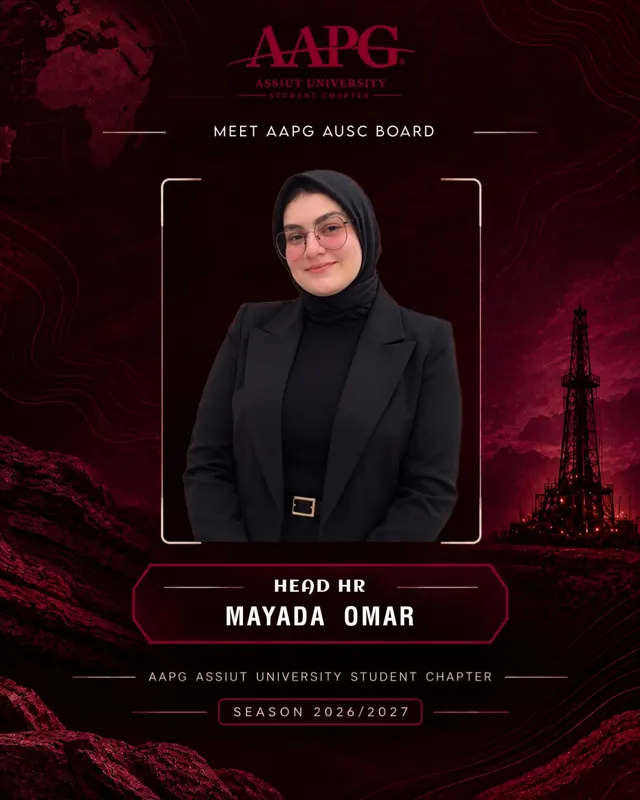 AAPG®
ASSIUT UNIVERSITY
STUDENT CHAPTER
MEET AAPG AUSC BOARD
HEAD HR
MAYADA OMAR
AAPG ASSIUT UNIVERSITY STUDENT CHAPTER
SEASON 2026/2027